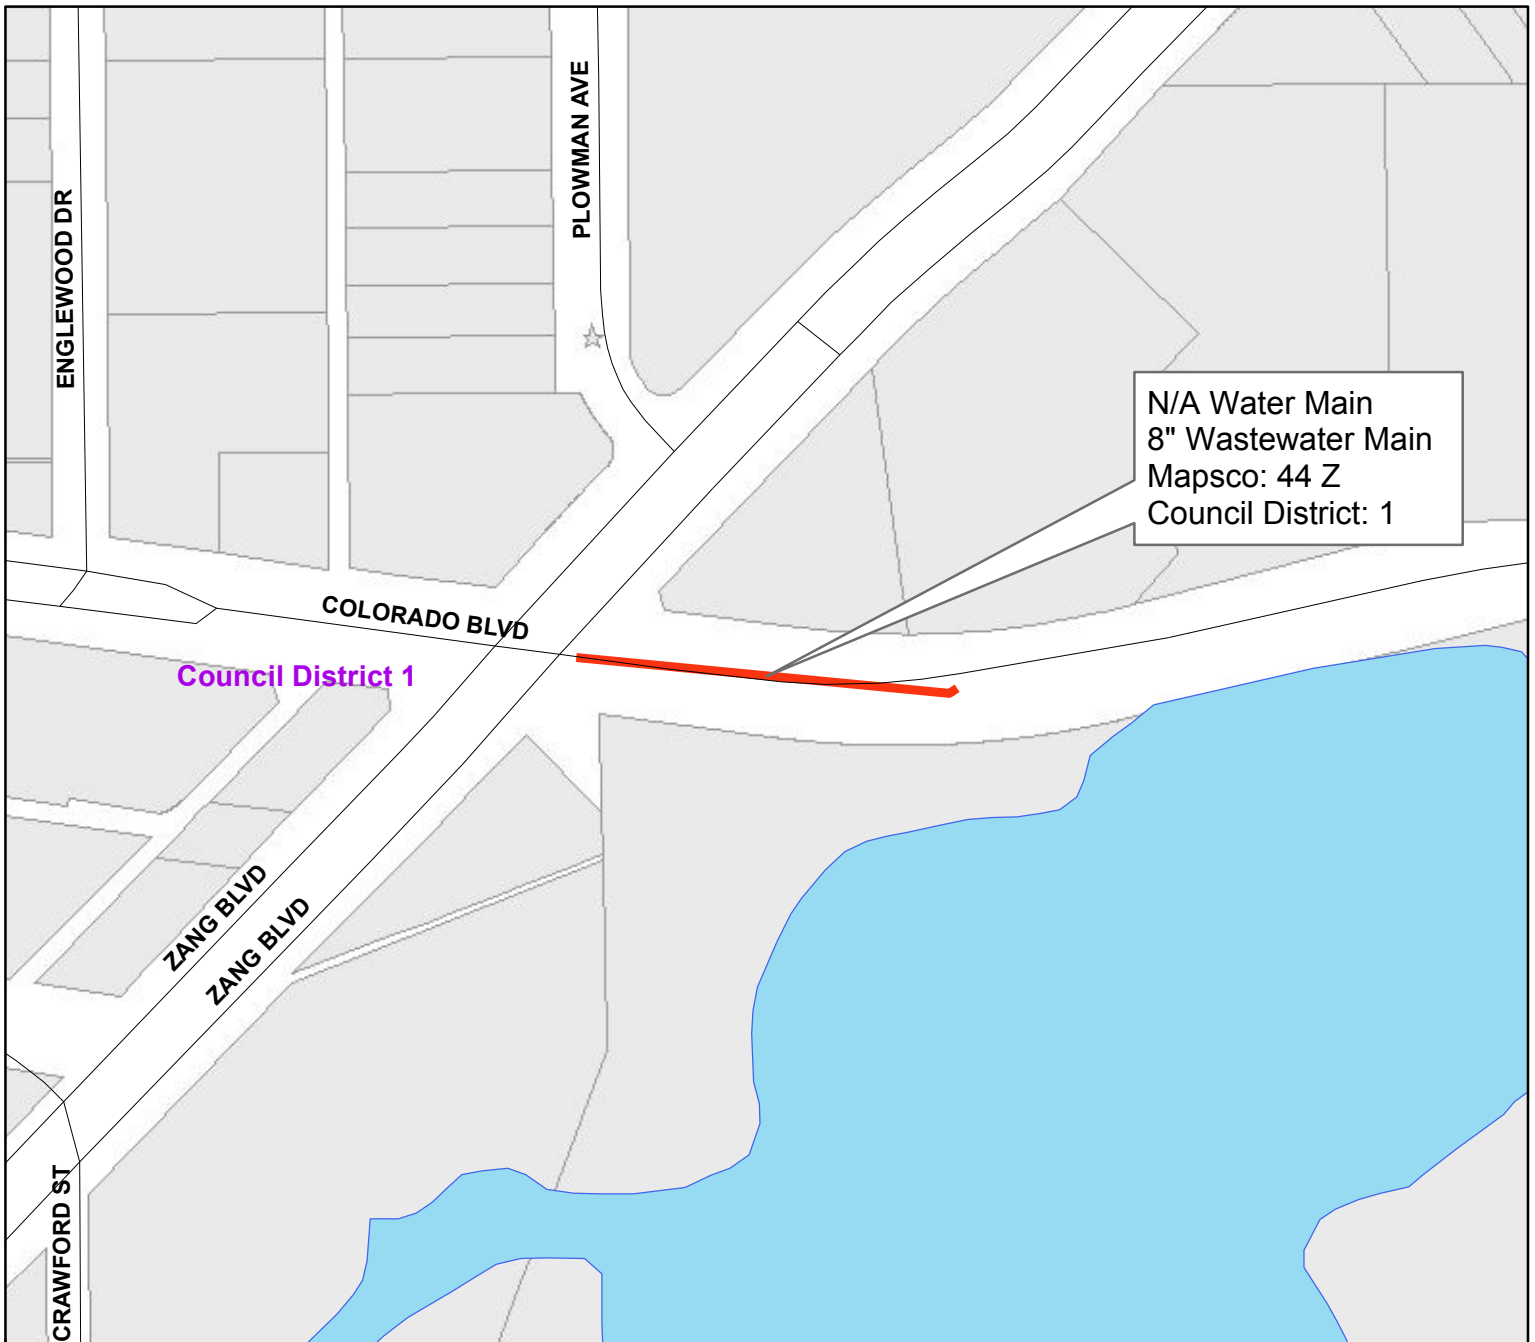 PLOWMAN AVE
ENGLEWOOD DR
N/A Water Main
8" Wastewater Main
Mapsco: 44 Z
Council District: 1
COLORADO BLVD
Council District 1
ZANG BLVD
ZANG BLVD
CRAWFORD ST